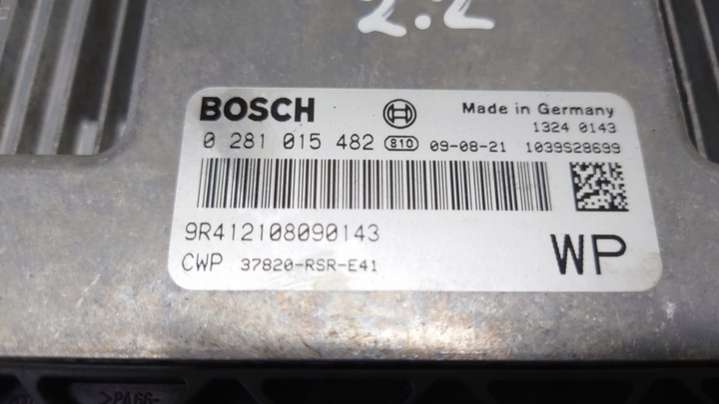 2.2
BOSCH Made in Germany
1324 0143
0 281 015 482 810 09-08-21 1039S28699
9R412108090143
CWP 37820-RSR-E41
WP
>PA66-